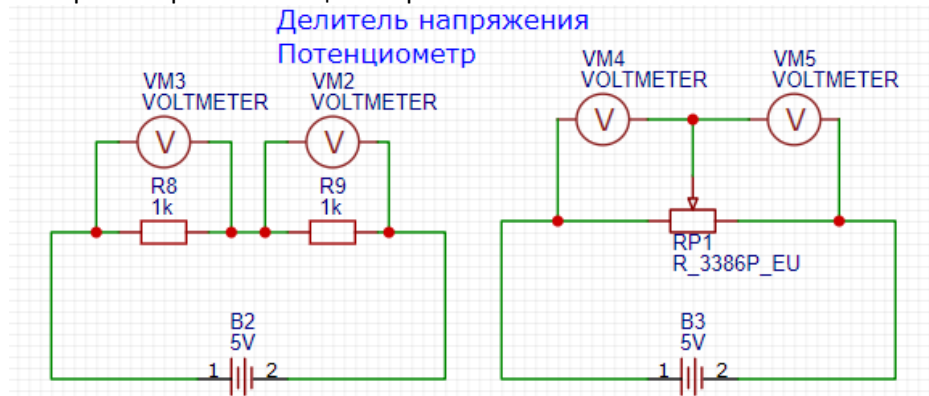 Делитель напряжения
Потенциометр
VM3
VOLTMETER
VM2
VOLTMETER
VM4
VOLTMETER
VM5
VOLTMETER
V
V
V
V
R8
1k
R9
1k
RP1
R_3386P_EU
B2
5V
1 2
B3
5V
1 2